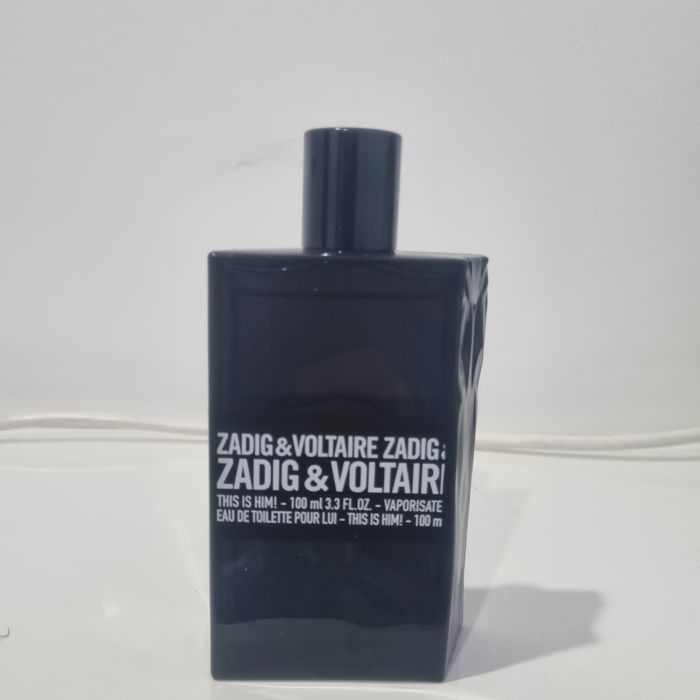 ZADIG&VOLTAIRE ZADIG&
ZADIG&VOLTAIR
THIS IS HIM! - 100 ml 3.3 FL.OZ. - VAPORISATE
EAU DE TOILETTE POUR LUI - THIS IS HIM! - 100 m